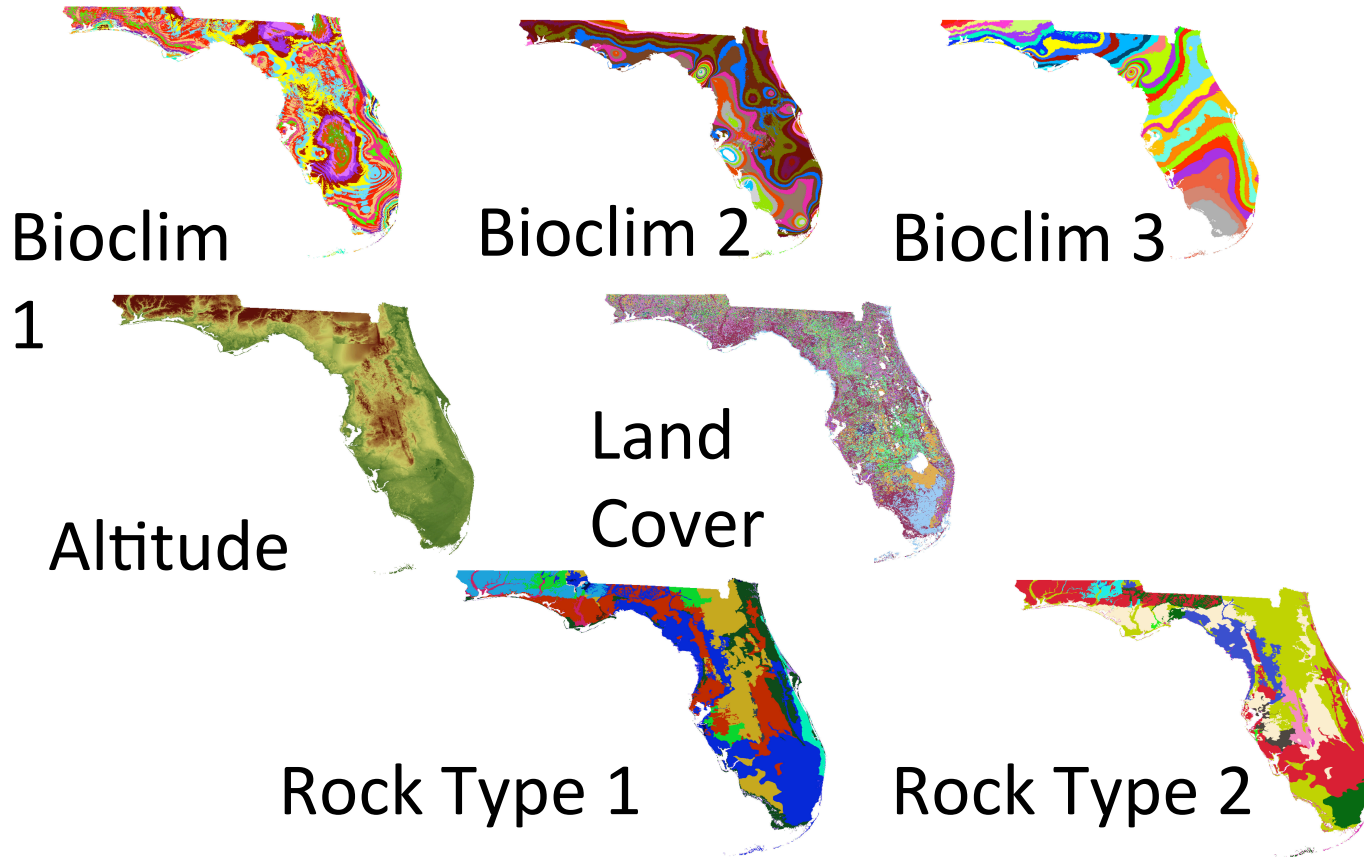 Bioclim
1
Bioclim 2
Bioclim 3
Altitude
Land
Cover
Rock Type 1
Rock Type 2